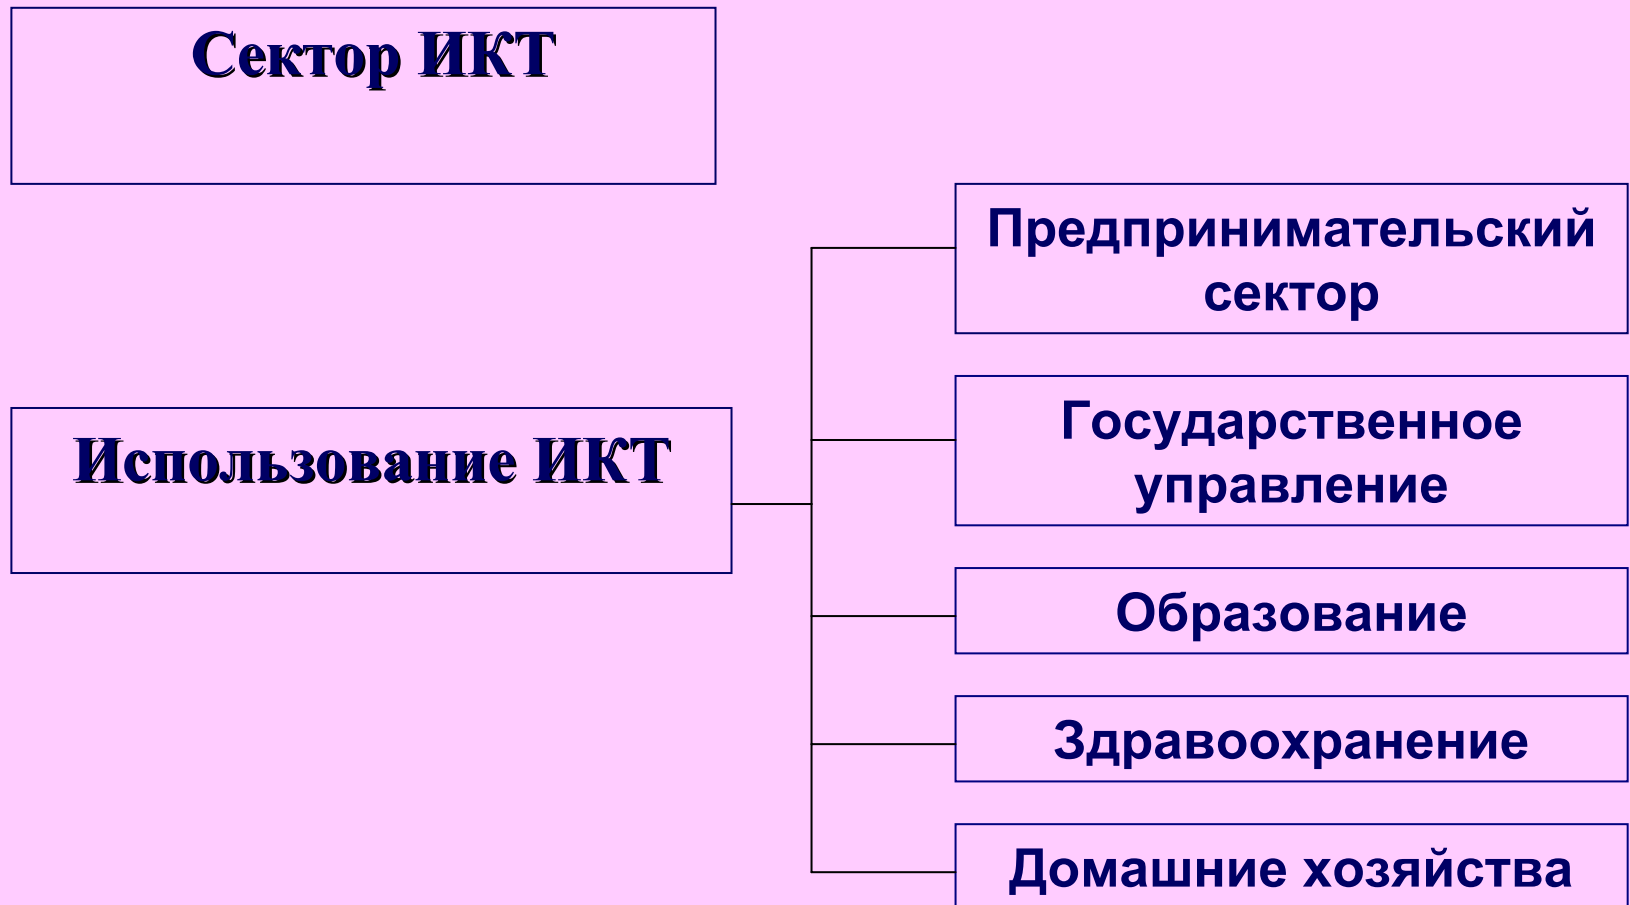 Сектор ИКТ
Использование ИКТ
Предпринимательский
сектор
Государственное
управление
Образование
Здравоохранение
Домашние хозяйства